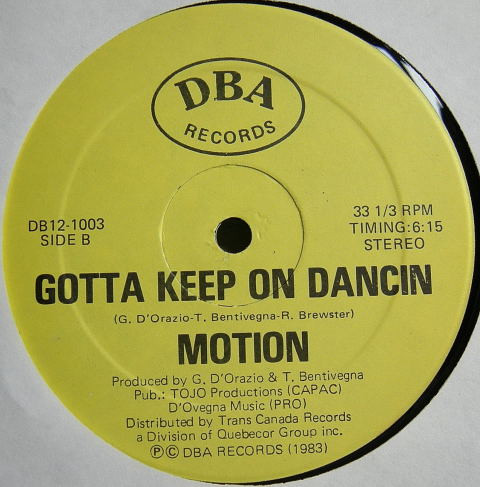 DBA
RECORDS
DB12-1003
SIDE B
33 1/3 RPM
TIMING:6:15
STEREO
GOTTA KEEP ON DANCIN
(G. D'Orazio-T. Bentivegna-R. Brewster)
MOTION
Produced by G. D'Orazio & T. Bentivegna
Pub.: TOJO Productions (CAPAC)
D'Ovegna Music (PRO)
Distributed by Trans Canada Records
a Division of Quebecor Group inc.
℗© DBA RECORDS (1983)